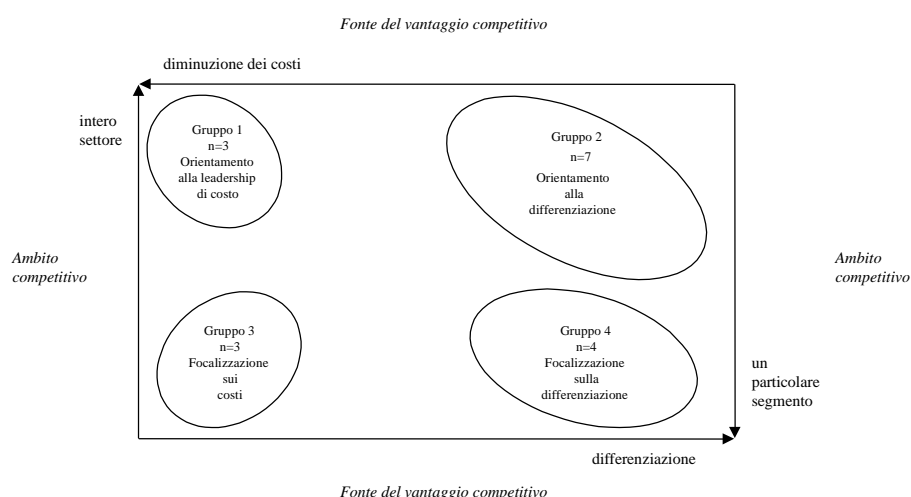 Fonte del vantaggio competitivo
diminuzione dei costi
intero
settore
Gruppo 1
n=3
Orientamento
alla leadership
di costo
Gruppo 2
n=7
Orientamento
alla
differenziazione
Ambito
competitivo
Ambito
competitivo
Gruppo 3
n=3
Focalizzazione
sui
costi
Gruppo 4
n=4
Focalizzazione
sulla
differenziazione
un
particolare
segmento
differenziazione
Fonte del vantaggio competitivo